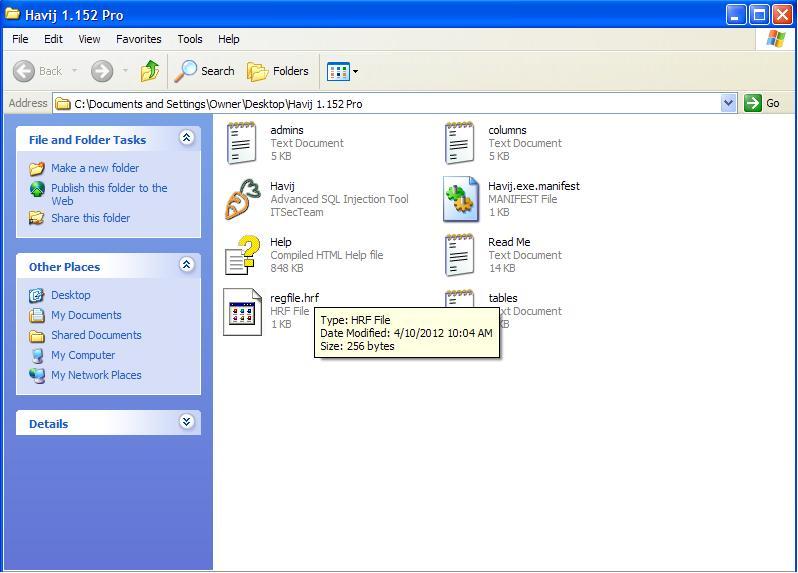 Havij 1.152 Pro
File Edit View Favorites Tools Help
Back Search Folders
Address C:\Documents and Settings\Owner\Desktop\Havij 1.152 Pro Go
File and Folder Tasks
Make a new folder
Publish this folder to the
Web
Share this folder
Other Places
Desktop
My Documents
Shared Documents
My Computer
My Network Places
Details
admins
Text Document
5 KB
columns
Text Document
5 KB
Havij
Advanced SQL Injection Tool
ITSecTeam
Havij.exe.manifest
MANIFEST File
1 KB
Help
Compiled HTML Help file
848 KB
Read Me
Text Document
14 KB
regfile.hrf
HRF File
1 KB
tables
Text Document
KB
Type: HRF File
Date Modified: 4/10/2012 10:04 AM
Size: 256 bytes